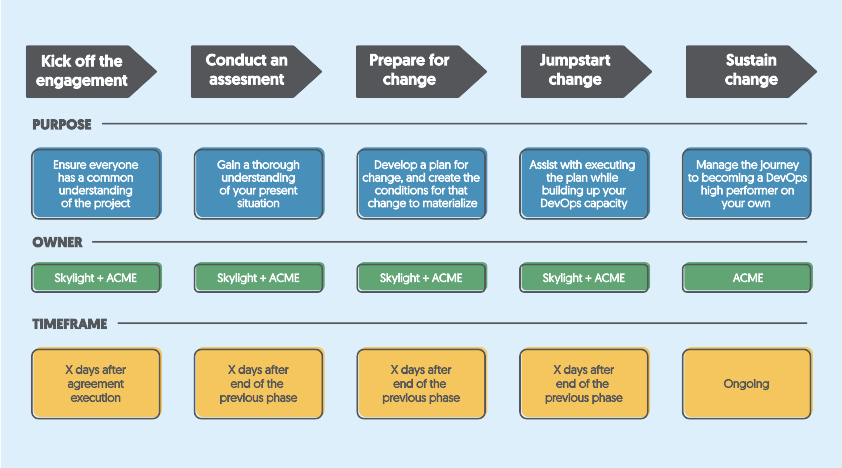 Kick off the
engagement
Conduct an
assesment
Prepare for
change
Jumpstart
change
Sustain
change
PURPOSE
Ensure everyone
has a common
understanding
of the project
Gain a thorough
understanding
of your present
situation
Develop a plan for
change, and create the
conditions for that
change to materialize
Assist with executing
the plan while
building up your
DevOps capacity
Manage the journey
to becoming a DevOps
high performer on
your own
OWNER
Skylight + ACME
Skylight + ACME
Skylight + ACME
Skylight + ACME
ACME
TIMEFRAME
X days after
agreement
execution
X days after
end of the
previous phase
X days after
end of the
previous phase
X days after
end of the
previous phase
Ongoing